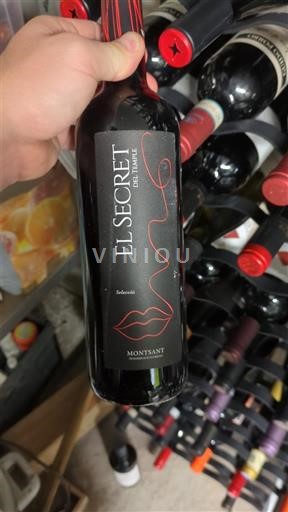 EL SECRET
DEL TEMPLE
Selecció
MONTSANT
VINIOU